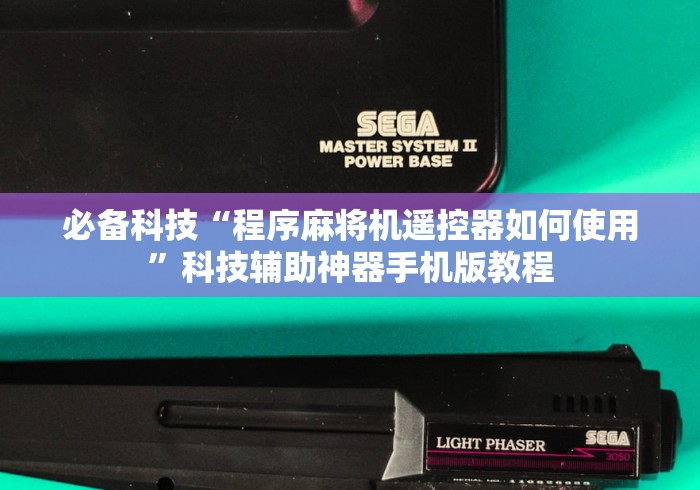 SEGA
MASTER SYSTEM II
POWER BASE
必备科技“程序麻将机遥控器如何使用
”科技辅助神器手机版教程
LIGHT PHASER
SEGA
3050